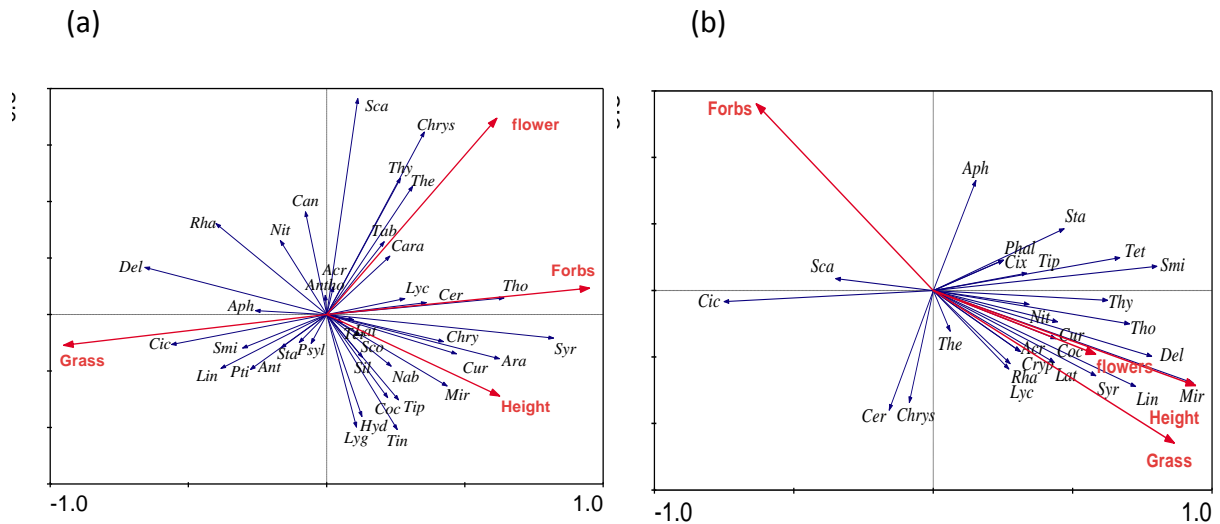 (a)
(b)
Sca
Chrys
flower
Thy
The
Can
Rha
Nit
Tab
Cara
Del
Acr
Antho
Forbs
Aph
Lyc
Cer
Tho
Cic
Grass
Smi
Sta
Psyl
Lat
Sco
Chry
Syr
Lin
Pti
Ant
Sil
Nab
Cur
Ara
Mir
Height
Coc
Tip
Hyd
Lyg
Tin
-1.0
1.0
Forbs
Aph
Sta
Phal
Cix
Tip
Tet
Smi
Sca
Cic
Thy
Nit
Tho
The
Cur
Acr
Coc
Del
flowers
Cryp
Rha
Lat
Lyc
Syr
Lin
Mir
Cer
Chrys
Height
Grass
-1.0
1.0